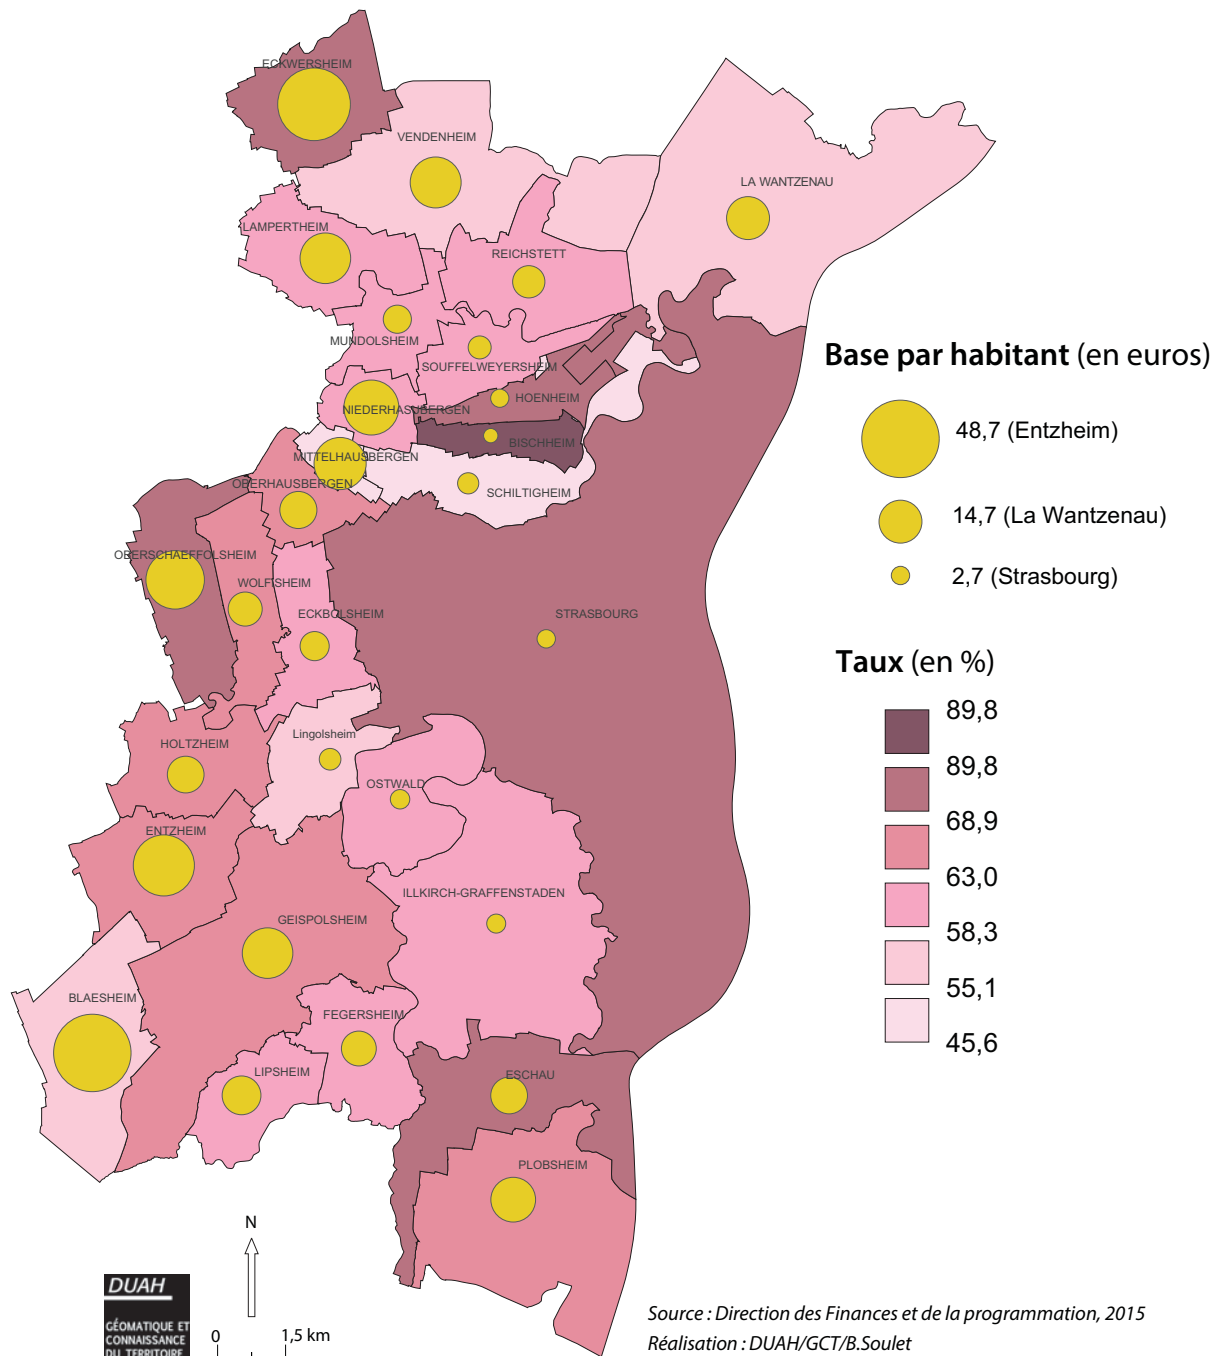 ECKWERSHEIM
VENDENHEIM
LA WANTZENAU
LAMPERTHEIM
REICHSTETT
MUNDOLSHEIM
SOUFFELWEYERSHEIM
HOENHEIM
NIEDERHASUBERGEN
BISCHHEIM
MITTELHAUSBERGEN
OBERHAUSBERGEN
SCHILTIGHEIM
OBERSCHAEFFOLSHEIM
WOLFISHEIM
ECKBOLSHEIM
STRASBOURG
HOLTZHEIM
Lingolsheim
OSTWALD
ENTZHEIM
ILLKIRCH-GRAFFENSTADEN
GEISPOLSHEIM
BLAESHEIM
FEGERSHEIM
LIPSHEIM
ESCHAU
PLOBSHEIM
Base par habitant (en euros)
48,7 (Entzheim)
14,7 (La Wantzenau)
2,7 (Strasbourg)
Taux (en %)
89,8
89,8
68,9
63,0
58,3
55,1
45,6
N
DUAH
GÉOMATIQUE ET
CONNAISSANCE
DU TERRITOIRE
0 1,5 km
Source : Direction des Finances et de la programmation, 2015
Réalisation : DUAH/GCT/B.Soulet